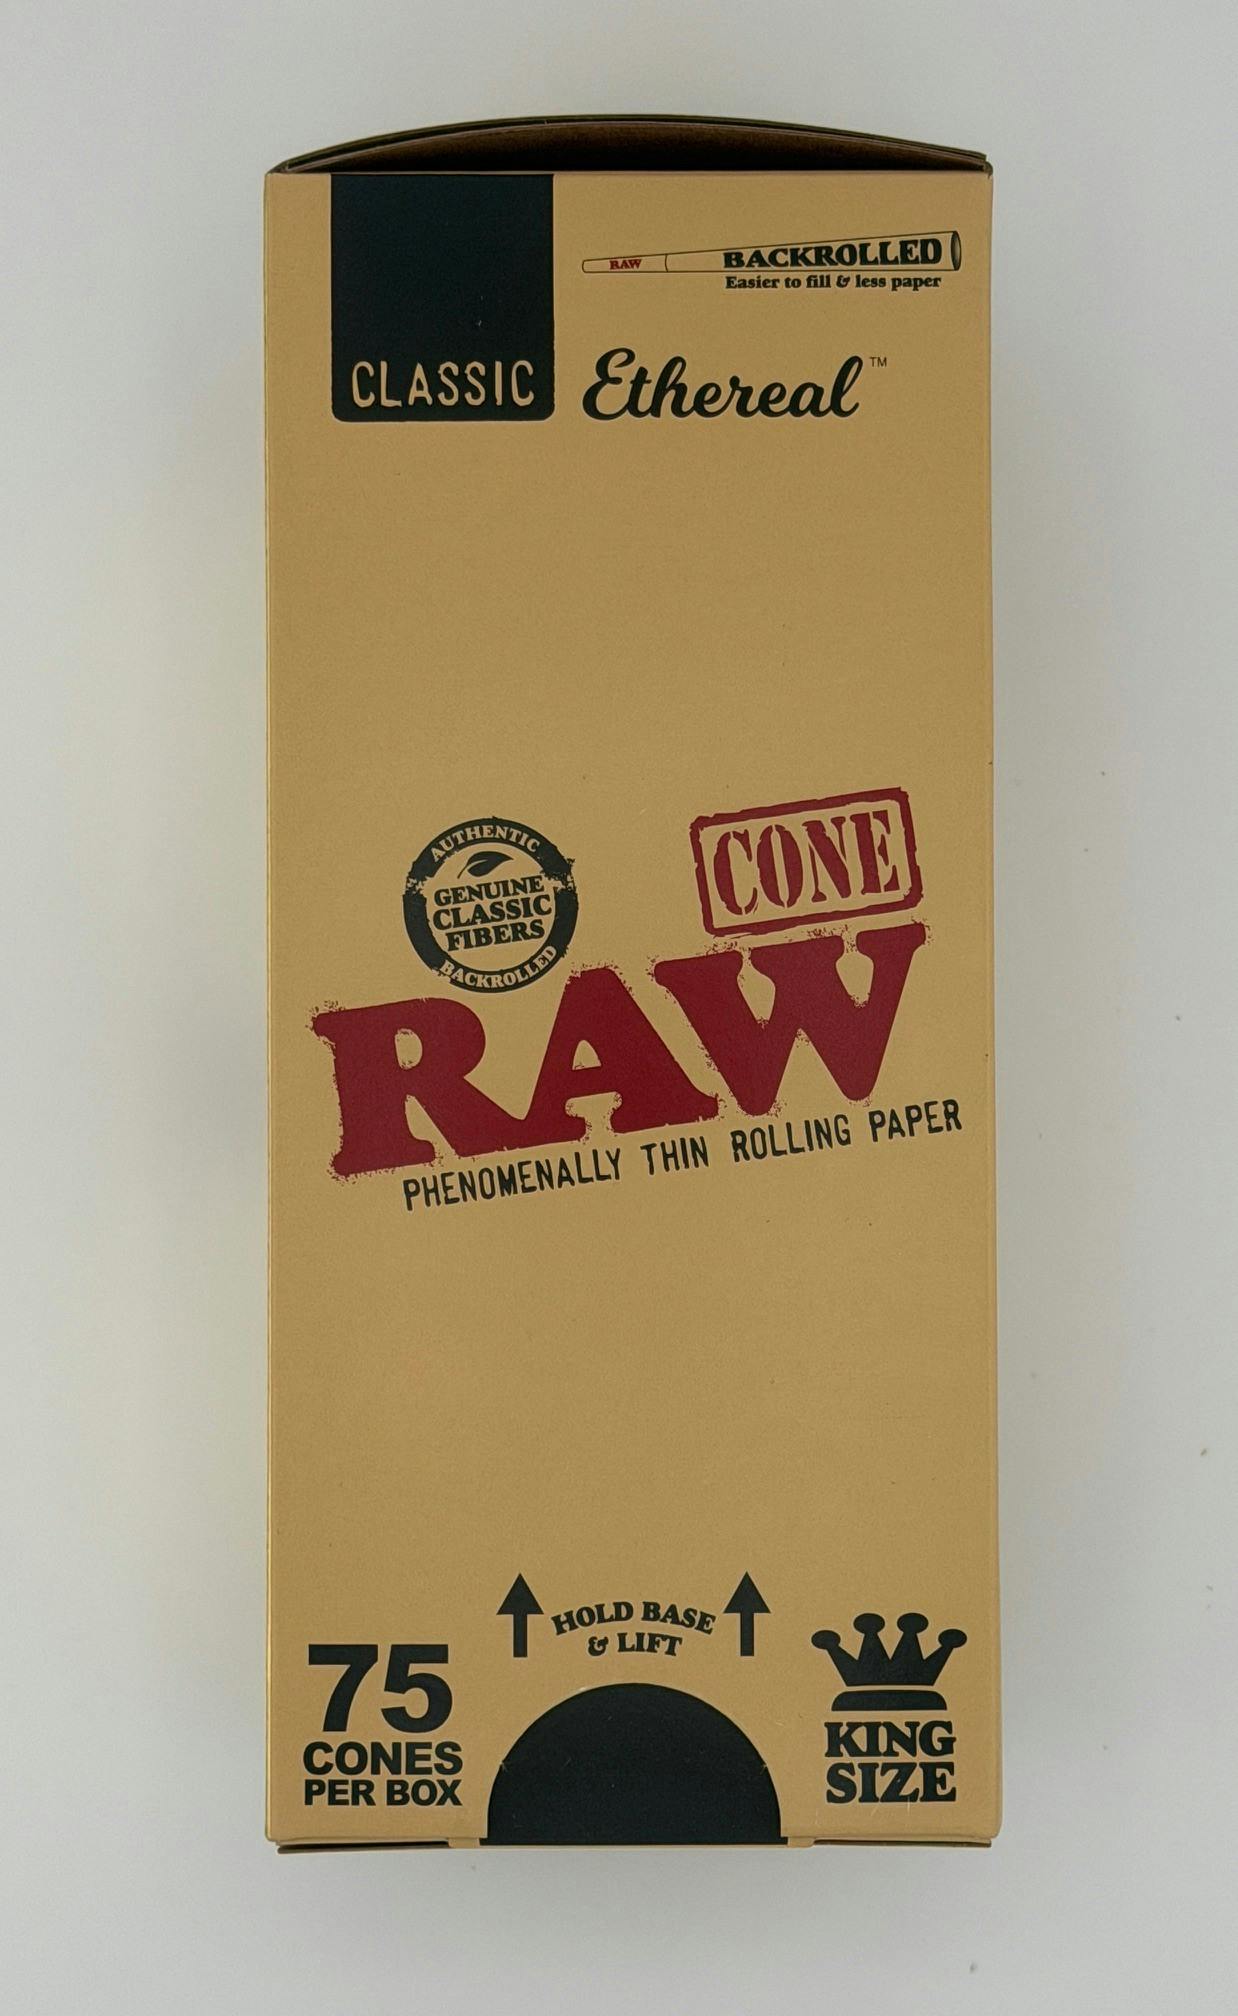 RAW BACKROLLED
Easier to fill & less paper
CLASSIC
Ethereal™
CONE
AUTHENTIC
GENUINE
CLASSIC
FIBERS
BACKROLLED
RAW
PHENOMENALLY THIN ROLLING PAPER
HOLD BASE
& LIFT
75
CONES
PER BOX
KING
SIZE